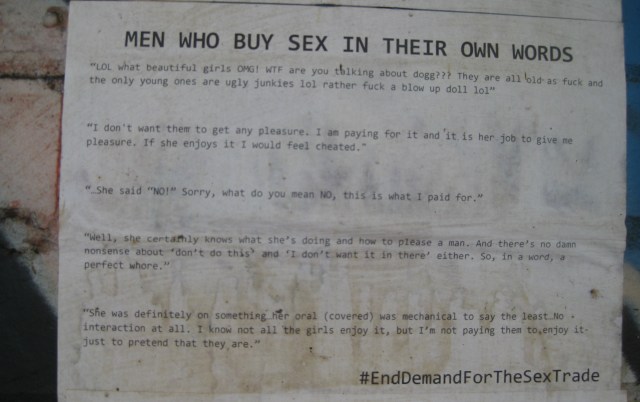 MEN WHO BUY SEX IN THEIR OWN WORDS
"LOL what beautiful girls OMG! WTF are you talking about dogg??? They are all old as fuck and
the only young ones are ugly junkies lol rather fuck a blow up doll lol"
"I don't want them to get any pleasure. I am paying for it and it is her job to give me
pleasure. If she enjoys it I would feel cheated."
"…She said "NO!" Sorry, what do you mean NO, this is what I paid for."
"Well, she certainly knows what she's doing and how to please a man. And there's no damn
nonsense about 'don't do this' and 'I don't want it in there' either. So, in a word, a
perfect whore."
"She was definitely on something her oral (covered) was mechanical to say the least…No
interaction at all. I know not all the girls enjoy it, but I'm not paying them to enjoy it-
just to pretend that they are."
#EndDemandForTheSexTrade